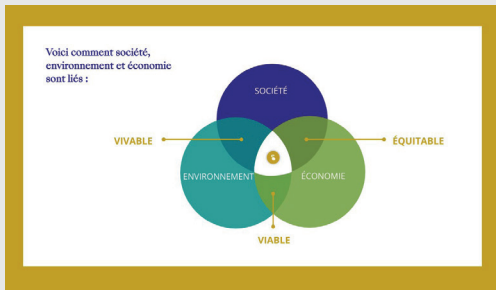 Voici comment société,
environnement et économie
sont liés :
SOCIÉTÉ
VIVABLE
ÉQUITABLE
ENVIRONNEMENT
ÉCONOMIE
VIABLE